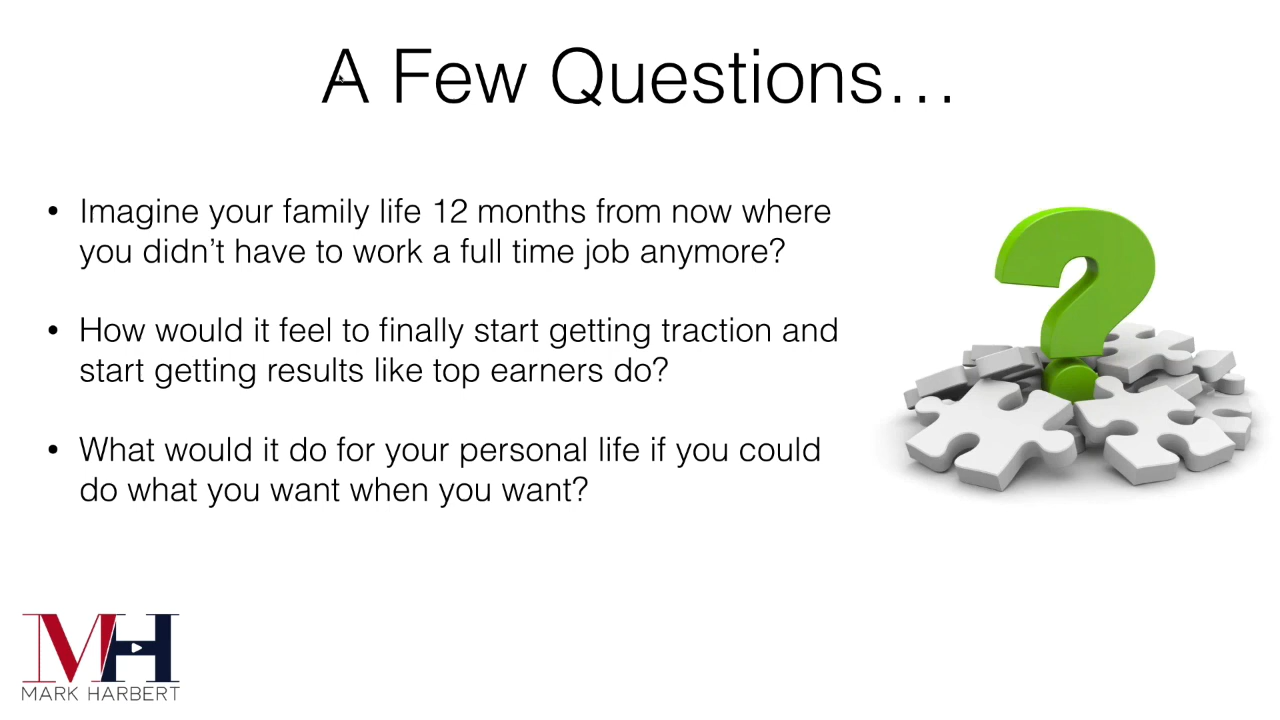 A Few Questions…
• Imagine your family life 12 months from now where
you didn’t have to work a full time job anymore?
• How would it feel to finally start getting traction and
start getting results like top earners do?
• What would it do for your personal life if you could
do what you want when you want?
MH
MARK HARBERT